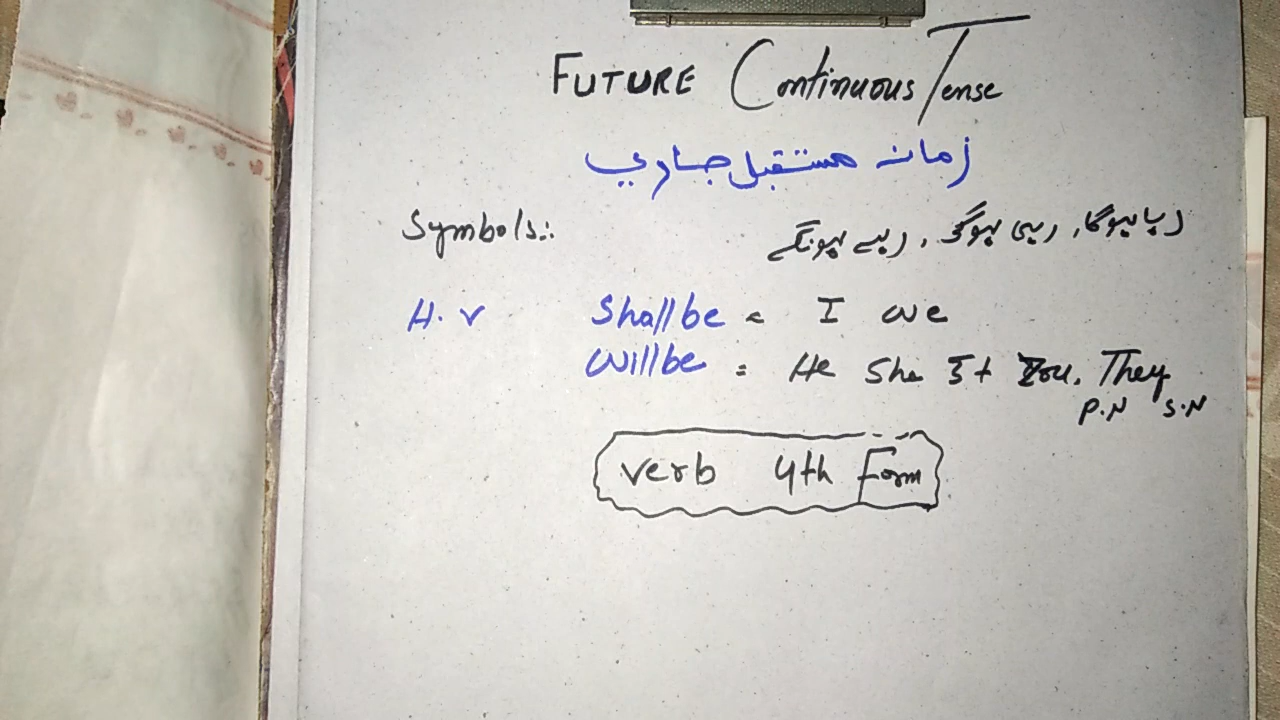 FUTURE Continuous Tense
زمانہ مستقبل جاري
Symbols:. رہا ہوگا, رہی ہوگی, رہے ہونگے
H. v Shall be = I we
Will be = He She It You, They
P.N S.N
verb 4th Form